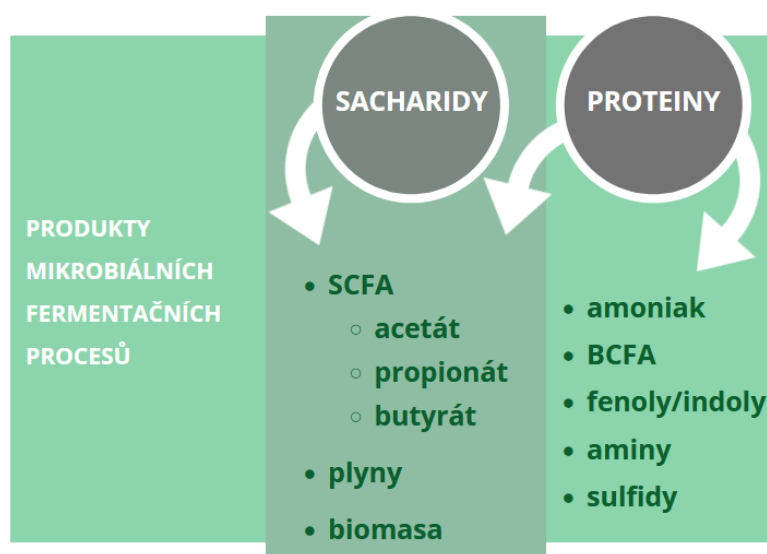 SACHARIDY
PROTEINY
PRODUKTY
MIKROBIÁLNÍCH
FERMENTAČNÍCH
PROCESŮ
• SCFA
○ acetát
○ propionát
○ butyrát
• plyny
• biomasa
• amoniak
• BCFA
• fenoly/indoly
• aminy
• sulfidy